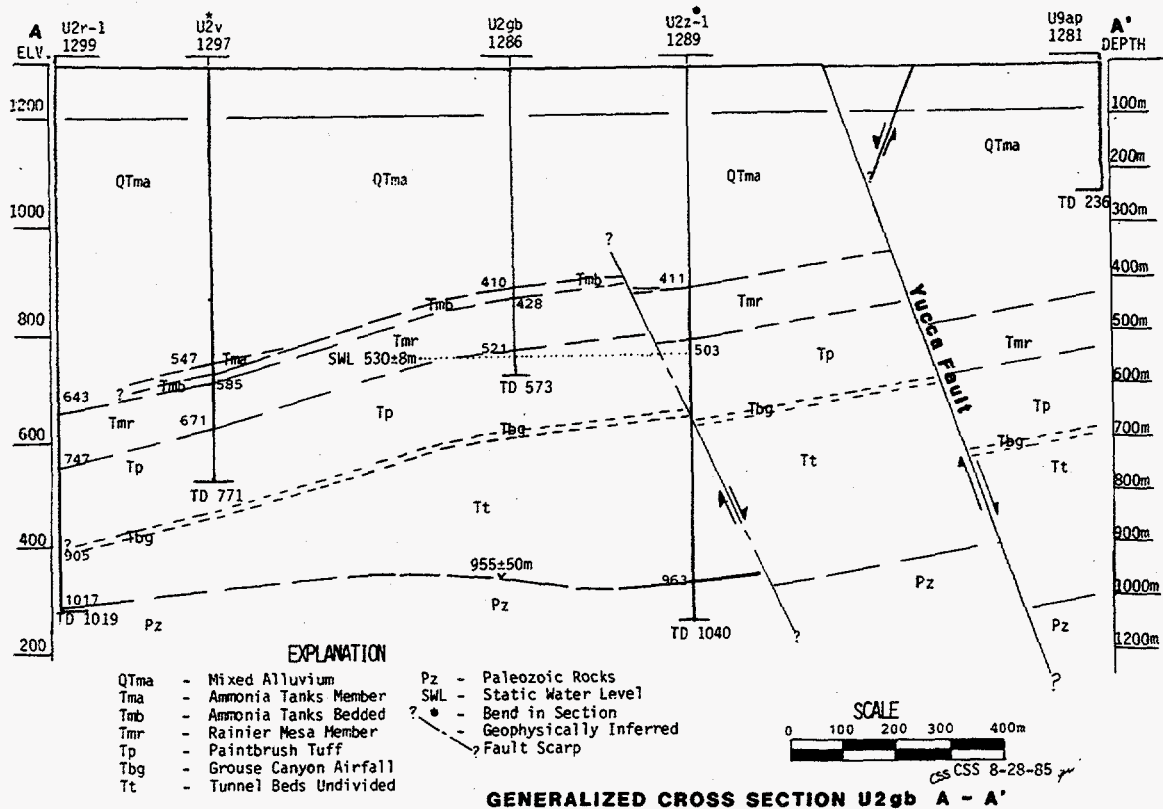 A U2r-1 U2v* U2gb U2z-1* U9ap A'
ELV. 1299 1297 1286 1289 1281 DEPTH
1200 100m
QTma QTma QTma QTma
200m
TD 236
1000 300m
? 410 Tmb 411 400m
Tmb 428 Tmr
800 Tmr 500m
SWL 530±8m 521 503 Tp Yucca Fault Tmr
547 Tma TD 573
? Tmb 585 600m
643
Tmr 671 Tp Tbg Tbg Tp
600 700m
747 Tbg
Tp TD 771 Tt Tt
800m
Tt
? Tbg 900m
400 905
955±50m 963 Pz
1017 1000m
TD 1019 Pz Pz Pz
TD 1040 ?
200 1200m
?
EXPLANATION
QTma - Mixed Alluvium
Tma - Ammonia Tanks Member
Tmb - Ammonia Tanks Bedded
Tmr - Rainier Mesa Member
Tp - Paintbrush Tuff
Tbg - Grouse Canyon Airfall
Tt - Tunnel Beds Undivided
Pz - Paleozoic Rocks
SWL - Static Water Level
* - Bend in Section
? - Geophysically Inferred
? Fault Scarp
SCALE
0 100 200 300 400m
CSS CSS 8-28-85
GENERALIZED CROSS SECTION U2gb A - A'